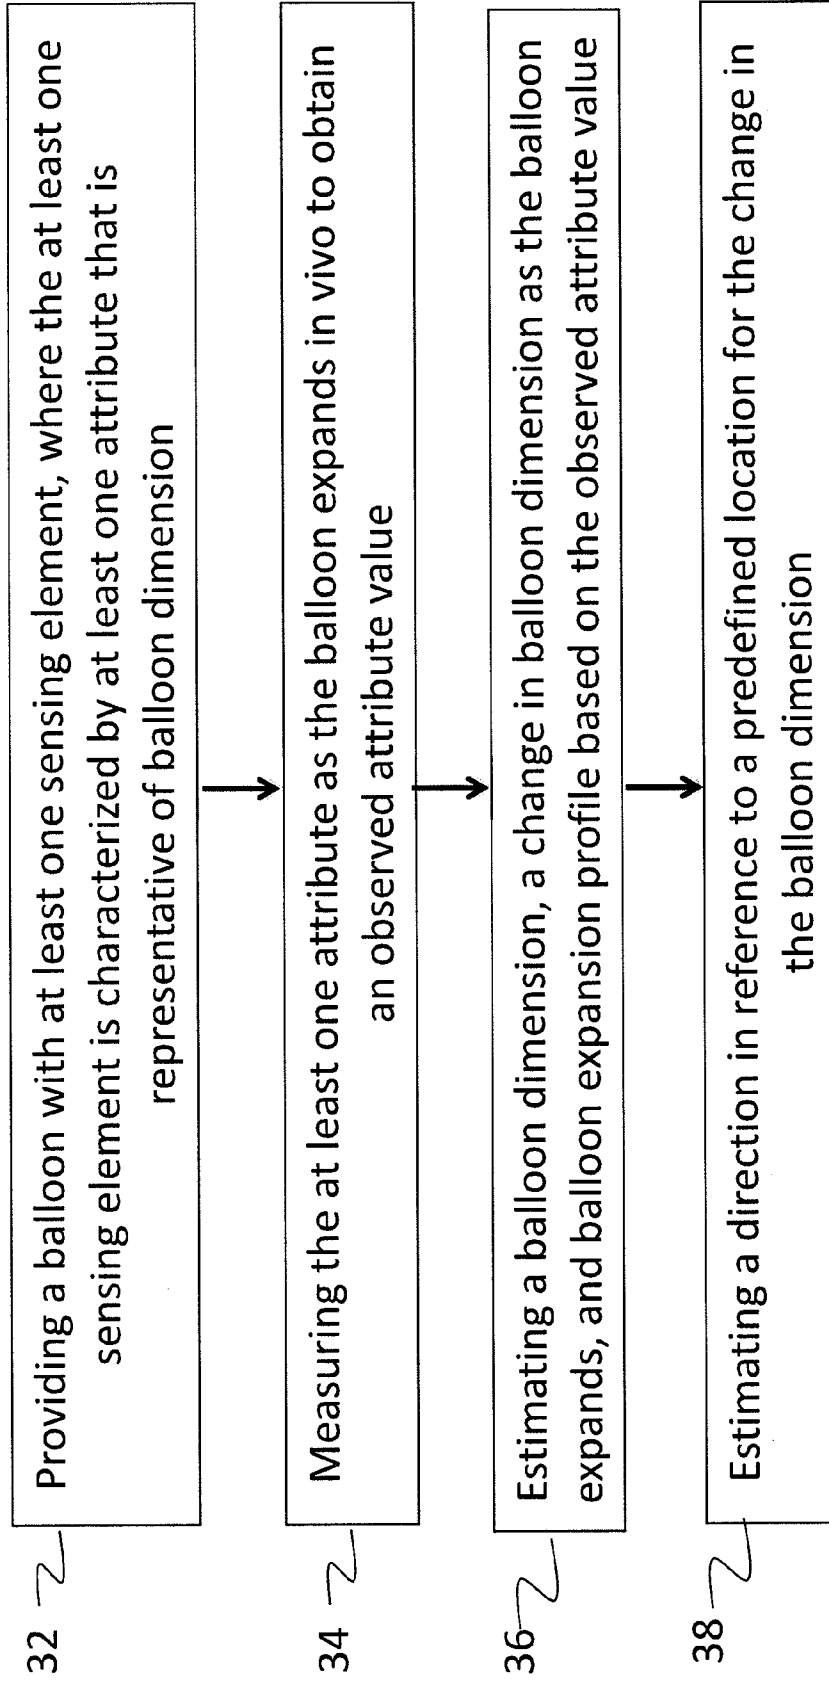 32
Providing a balloon with at least one sensing element, where the at least one
sensing element is characterized by at least one attribute that is
representative of balloon dimension
34
Measuring the at least one attribute as the balloon expands in vivo to obtain
an observed attribute value
36
Estimating a balloon dimension, a change in balloon dimension as the balloon
expands, and balloon expansion profile based on the observed attribute value
38
Estimating a direction in reference to a predefined location for the change in
the balloon dimension